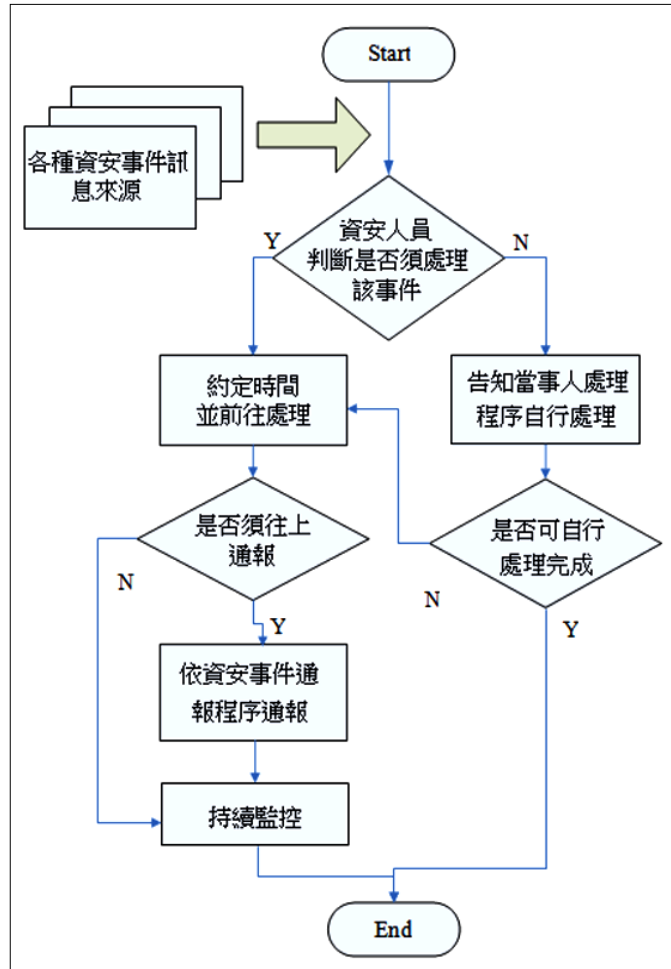 Start
各種資安事件訊
息來源
資安人員
判斷是否須處理
該事件
Y
N
約定時間
並前往處理
告知當事人處理
程序自行處理
是否須往上
通報
是否可自行
處理完成
N
Y
N
Y
依資安事件通
報程序通報
持續監控
End